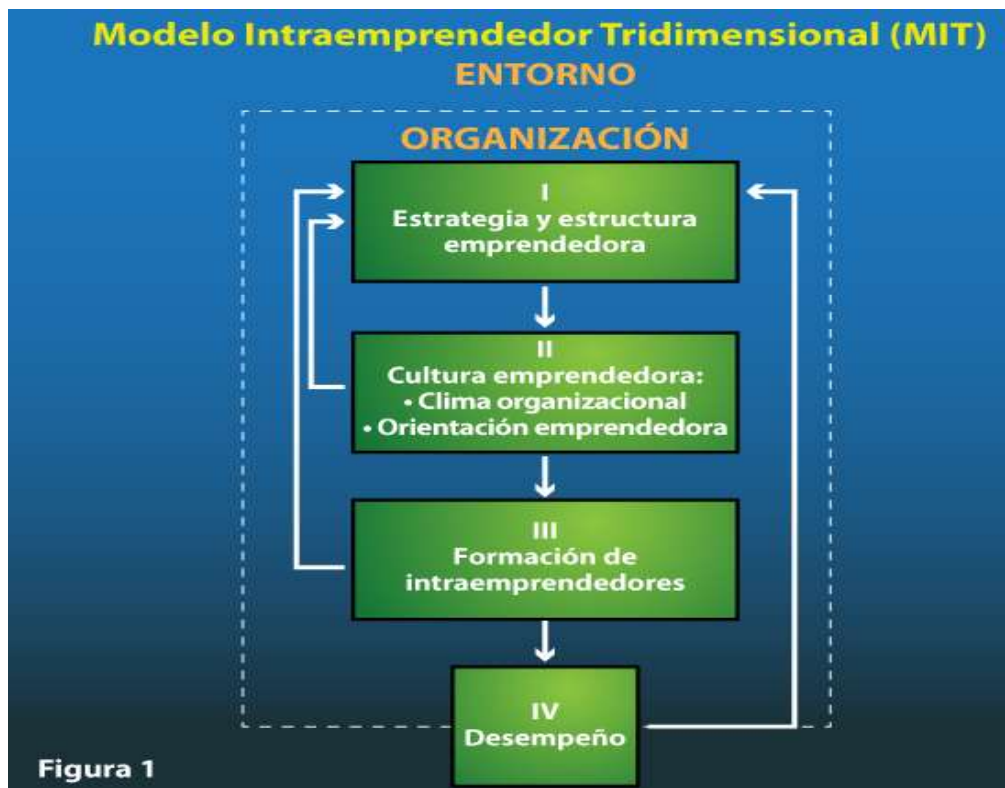 Modelo Intraemprendedor Tridimensional (MIT)
ENTORNO
ORGANIZACIÓN
I
Estrategia y estructura
emprendedora
II
Cultura emprendedora:
• Clima organizacional
• Orientación emprendedora
III
Formación de
intraemprendedores
IV
Desempeño
Figura 1